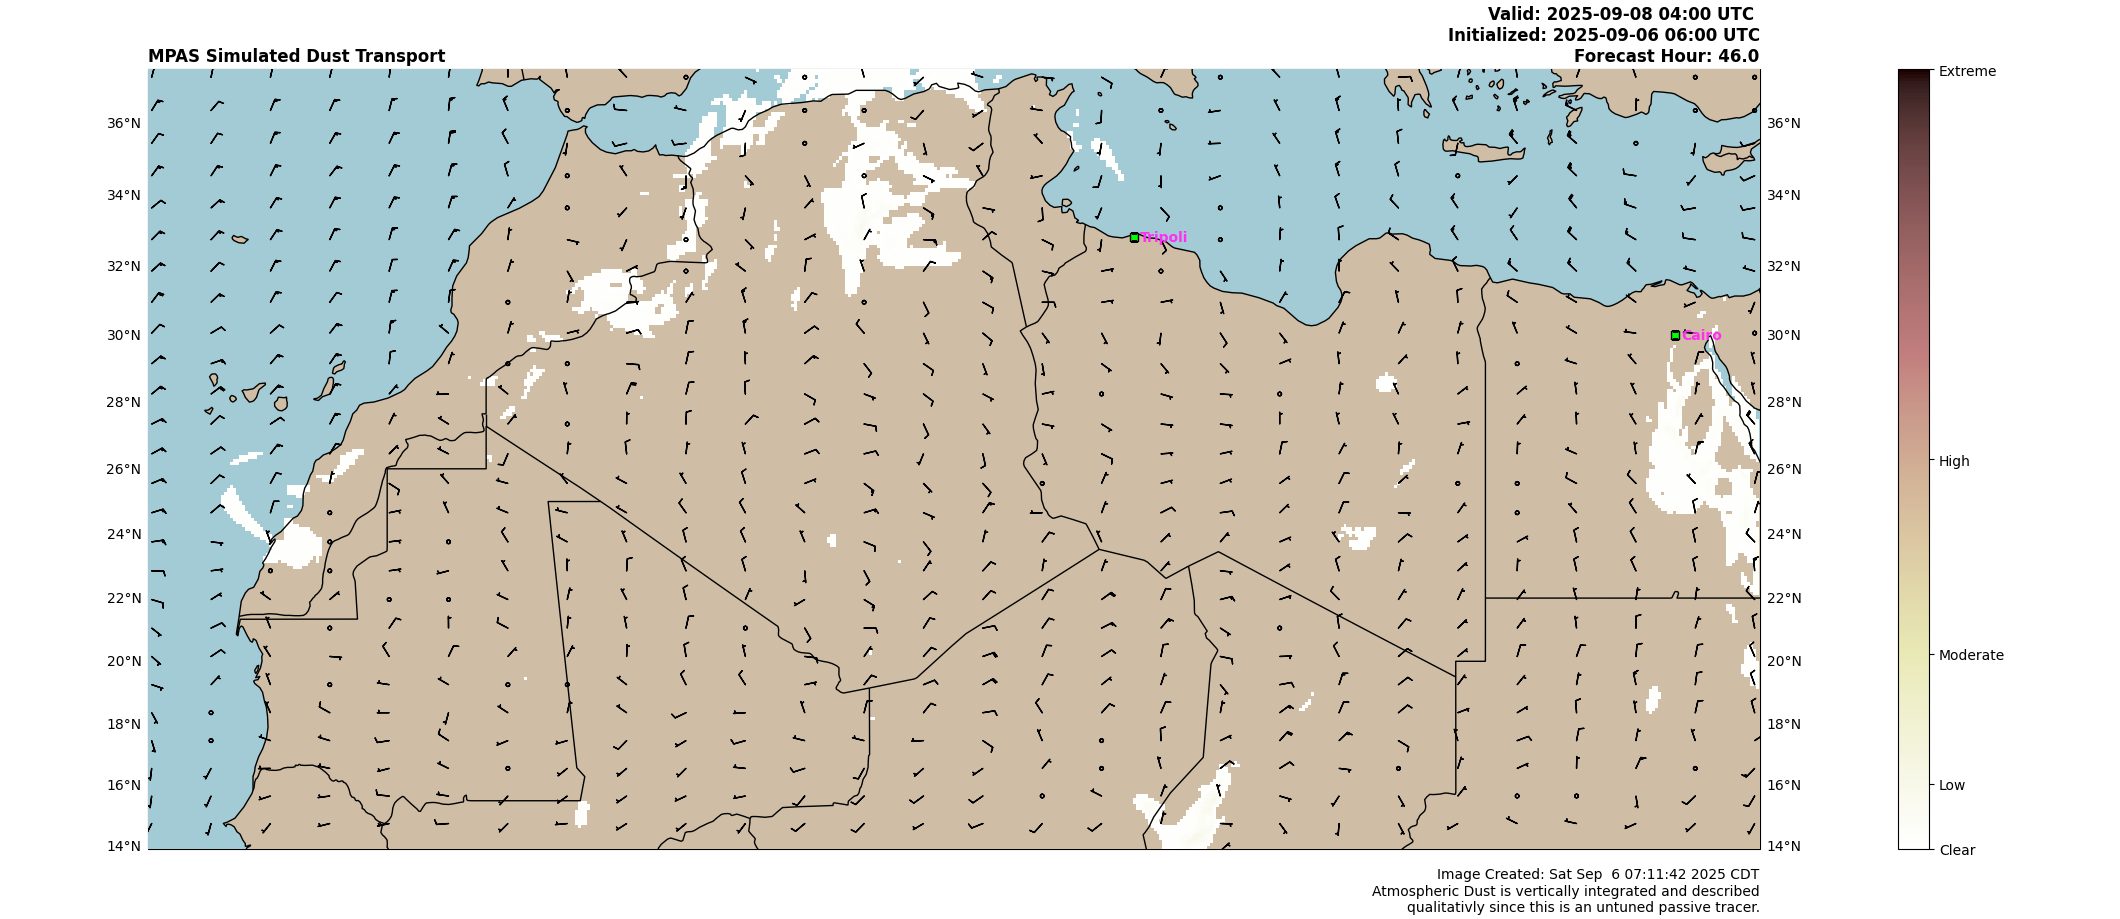 Valid: 2025-09-08 04:00 UTC
Initialized: 2025-09-06 06:00 UTC
MPAS Simulated Dust Transport
Forecast Hour: 46.0
Extreme
36°N
36°N
34°N
34°N
Tripoli
32°N
32°N
30°N
Cairo
30°N
28°N
28°N
26°N
26°N
High
24°N
24°N
22°N
22°N
20°N
20°N
Moderate
18°N
18°N
16°N
16°N
Low
14°N
14°N
Clear
Image Created: Sat Sep  6 07:11:42 2025 CDT
Atmospheric Dust is vertically integrated and described
qualitativly since this is an untuned passive tracer.